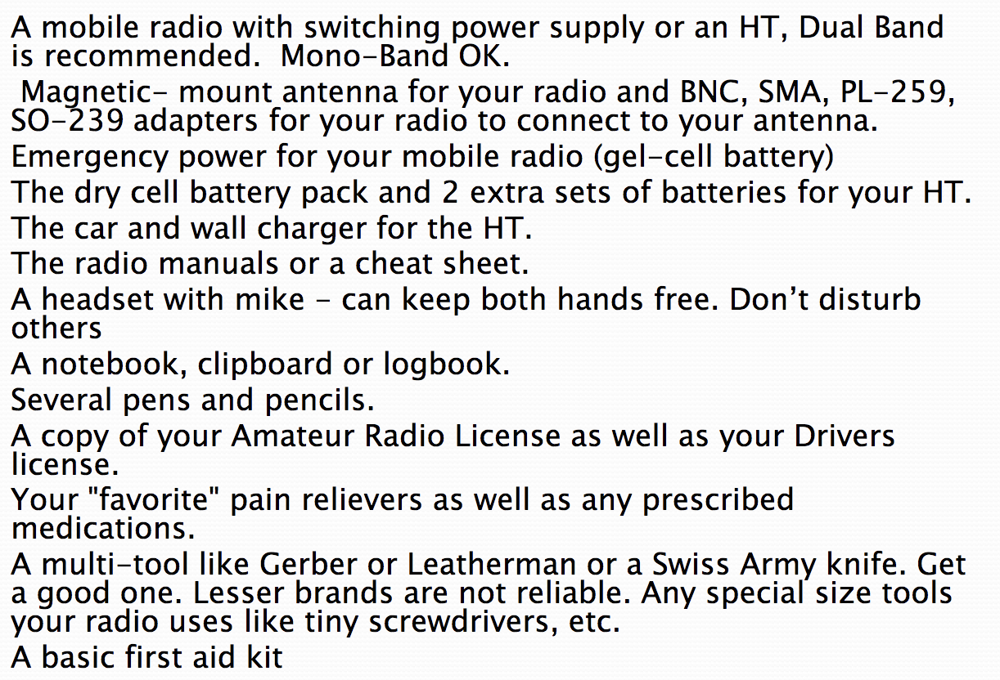 A mobile radio with switching power supply or an HT, Dual Band
is recommended.  Mono-Band OK.
Magnetic- mount antenna for your radio and BNC, SMA, PL-259,
SO-239 adapters for your radio to connect to your antenna.
Emergency power for your mobile radio (gel-cell battery)
The dry cell battery pack and 2 extra sets of batteries for your HT.
The car and wall charger for the HT.
The radio manuals or a cheat sheet.
A headset with mike - can keep both hands free. Don’t disturb
others
A notebook, clipboard or logbook.
Several pens and pencils.
A copy of your Amateur Radio License as well as your Drivers
license.
Your "favorite" pain relievers as well as any prescribed
medications.
A multi-tool like Gerber or Leatherman or a Swiss Army knife. Get
a good one. Lesser brands are not reliable. Any special size tools
your radio uses like tiny screwdrivers, etc.
A basic first aid kit